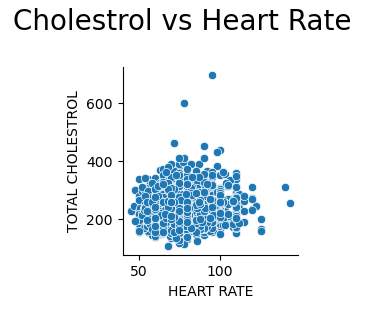 Cholestrol vs Heart Rate
600
400
200
TOTAL CHOLESTROL
50
100
HEART RATE